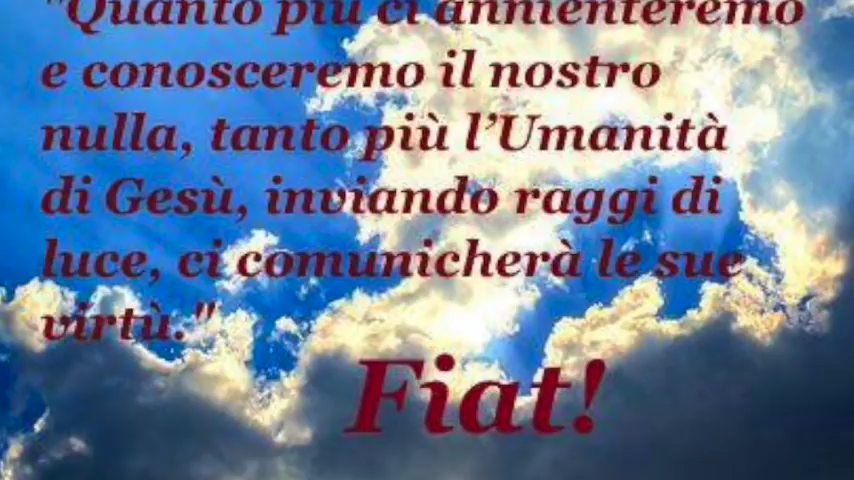 "Quanto più ci annienteremo
e conosceremo il nostro
nulla, tanto più l’Umanità
di Gesù, inviando raggi di
luce, ci comunicherà le sue
virtù."
Fiat!